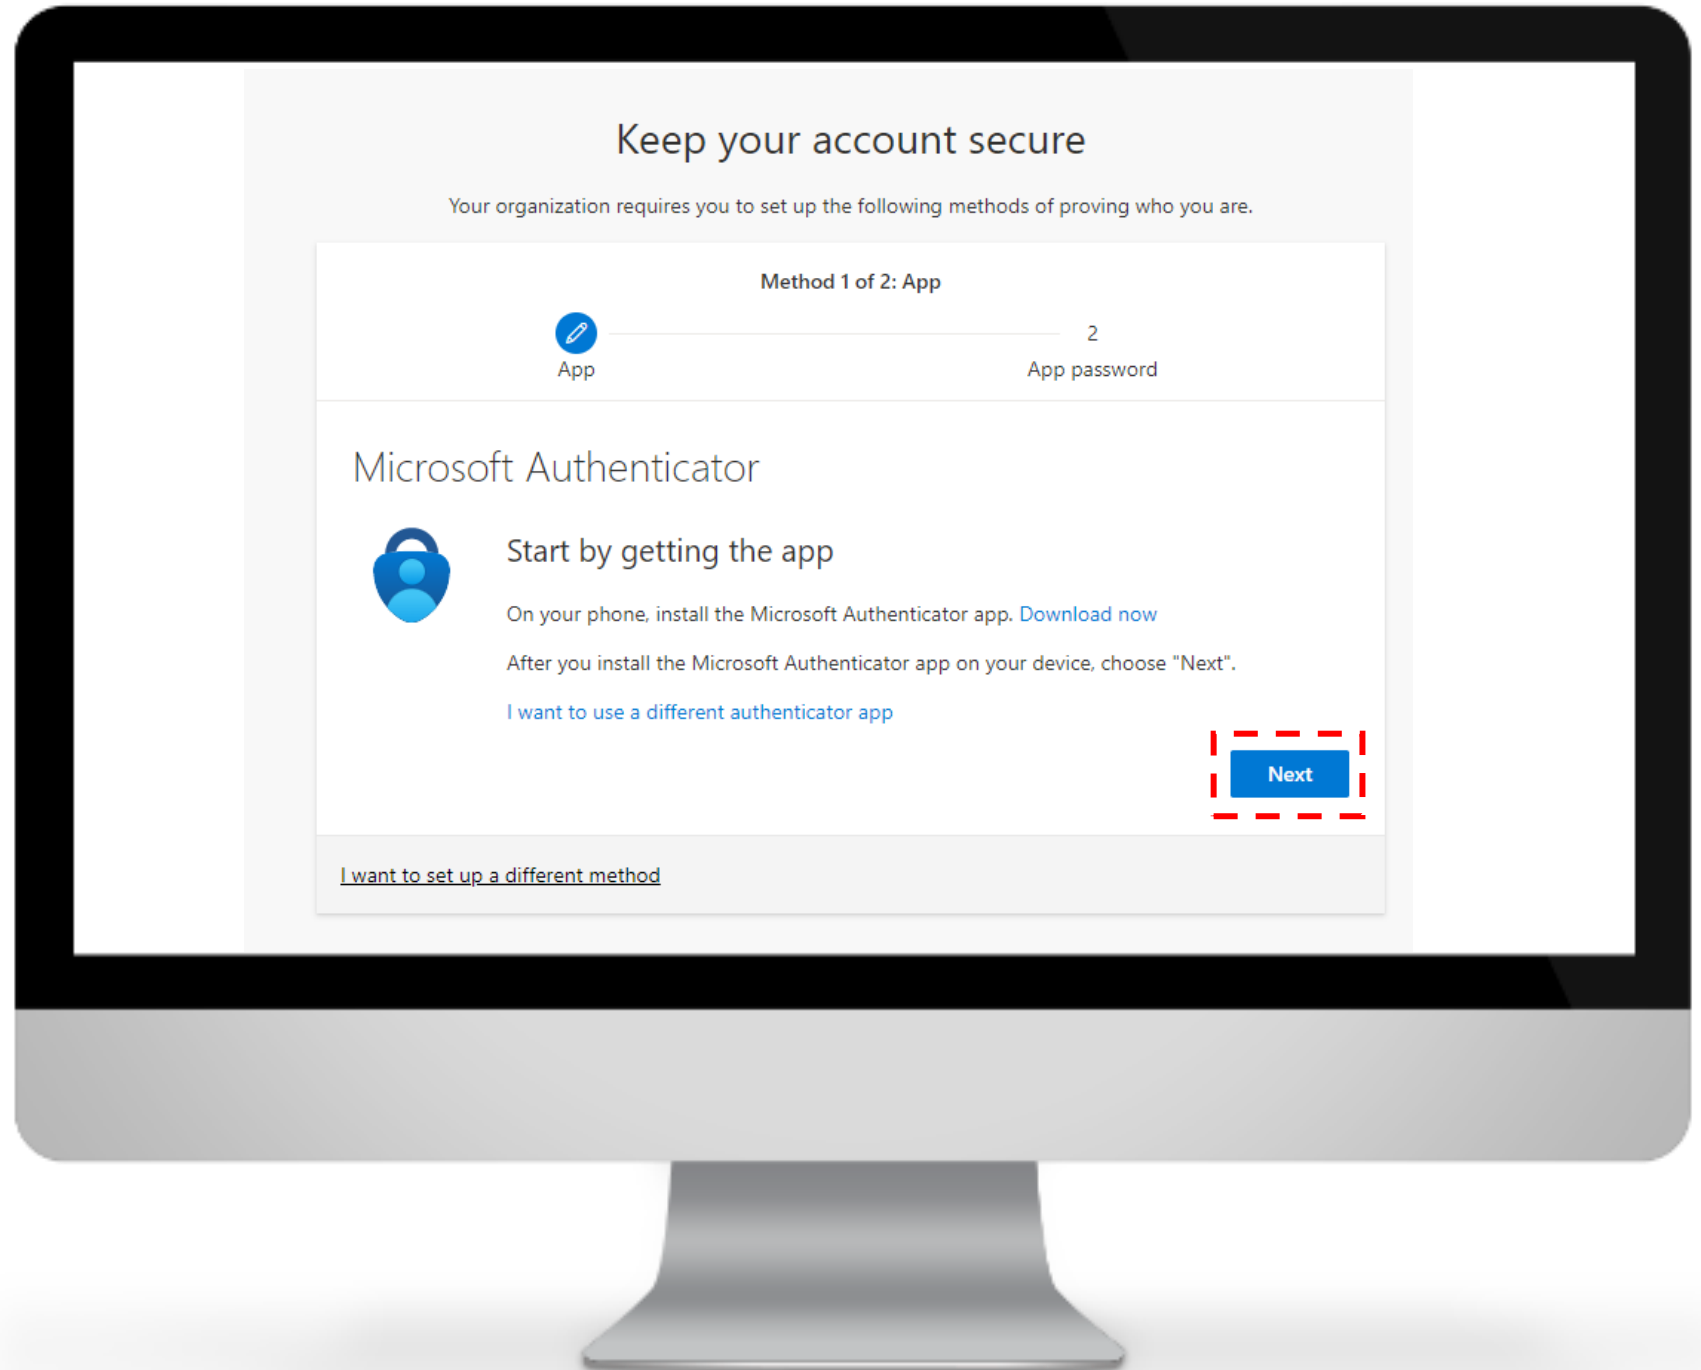 Keep your account secure
Your organization requires you to set up the following methods of proving who you are.
Method 1 of 2: App
2
App
App password
Microsoft Authenticator
Start by getting the app
On your phone, install the Microsoft Authenticator app. Download now
After you install the Microsoft Authenticator app on your device, choose "Next".
I want to use a different authenticator app
Next
I want to set up a different method